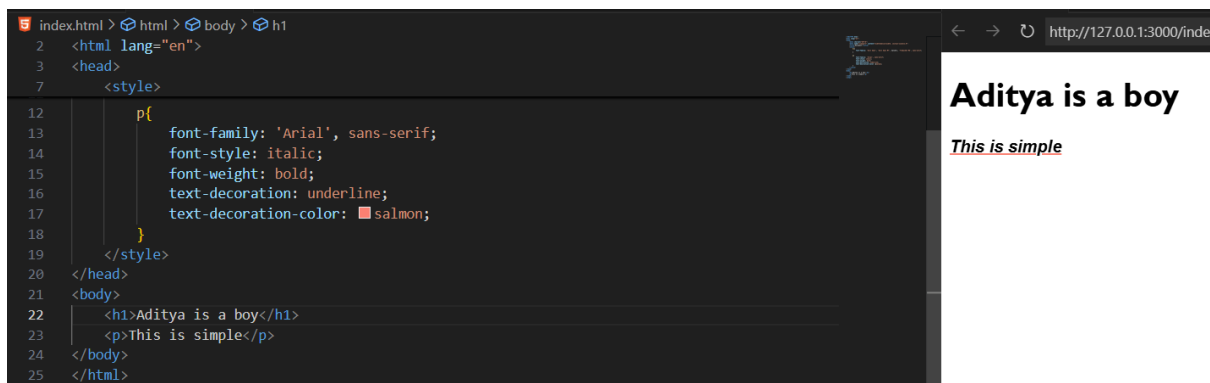 index.html > html > body > h1
2 <html lang="en">
3 <head>
7 <style>
12 p{
13 font-family: 'Arial', sans-serif;
14 font-style: italic;
15 font-weight: bold;
16 text-decoration: underline;
17 text-decoration-color: salmon;
18 }
19 </style>
20 </head>
21 <body>
22 <h1>Aditya is a boy</h1>
23 <p>This is simple</p>
24 </body>
25 </html>
http://127.0.0.1:3000/inde
Aditya is a boy
This is simple